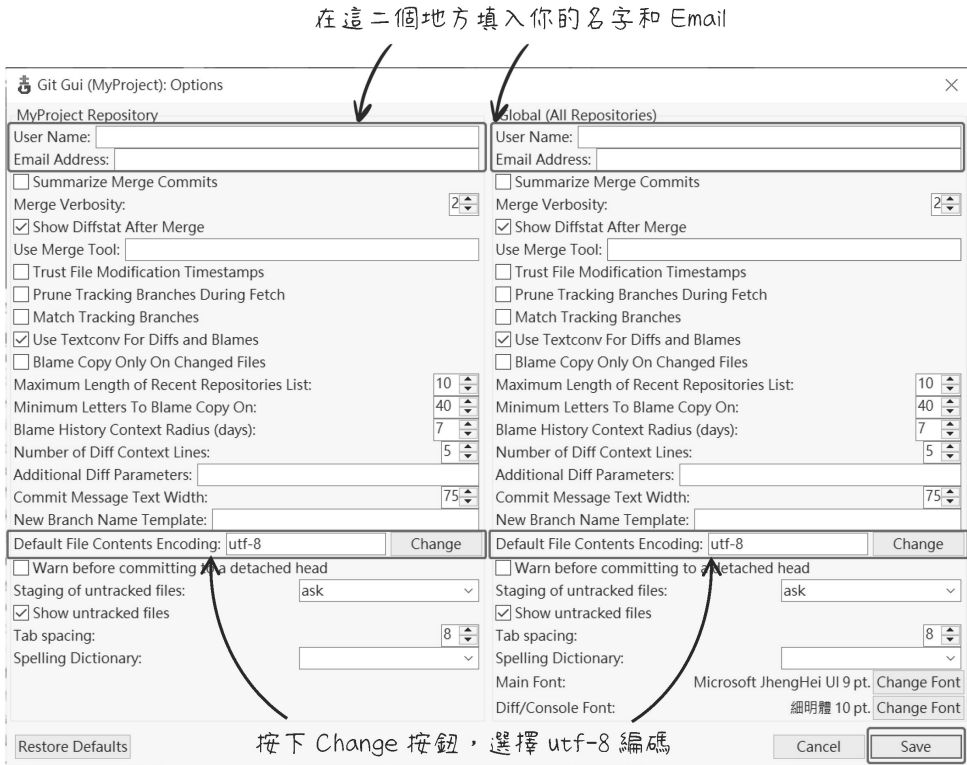 在這二個地方填入你的名字和 Email
Git Gui (MyProject): Options
MyProject Repository
User Name:
Email Address:
Summarize Merge Commits
Merge Verbosity: 2
Show Diffstat After Merge
Use Merge Tool:
Trust File Modification Timestamps
Prune Tracking Branches During Fetch
Match Tracking Branches
Use Textconv For Diffs and Blames
Blame Copy Only On Changed Files
Maximum Length of Recent Repositories List: 10
Minimum Letters To Blame Copy On: 40
Blame History Context Radius (days): 7
Number of Diff Context Lines: 5
Additional Diff Parameters:
Commit Message Text Width: 75
New Branch Name Template:
Default File Contents Encoding: utf-8 Change
Warn before committing to a detached head
Staging of untracked files: ask
Show untracked files
Tab spacing: 8
Spelling Dictionary:
Global (All Repositories)
User Name:
Email Address:
Summarize Merge Commits
Merge Verbosity: 2
Show Diffstat After Merge
Use Merge Tool:
Trust File Modification Timestamps
Prune Tracking Branches During Fetch
Match Tracking Branches
Use Textconv For Diffs and Blames
Blame Copy Only On Changed Files
Maximum Length of Recent Repositories List: 10
Minimum Letters To Blame Copy On: 40
Blame History Context Radius (days): 7
Number of Diff Context Lines: 5
Additional Diff Parameters:
Commit Message Text Width: 75
New Branch Name Template:
Default File Contents Encoding: utf-8 Change
Warn before committing to a detached head
Staging of untracked files: ask
Show untracked files
Tab spacing: 8
Spelling Dictionary:
Main Font: Microsoft JhengHei UI 9 pt. Change Font
Diff/Console Font: 細明體 10 pt. Change Font
按下 Change 按鈕，選擇 utf-8 編碼
Restore Defaults Cancel Save